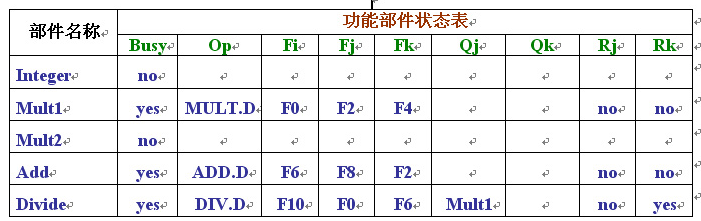 部件名称 功能部件状态表
Busy Op Fi Fj Fk Qj Qk Rj Rk
Integer no
Mult1 yes MULT.D F0 F2 F4 no no
Mult2 no
Add yes ADD.D F6 F8 F2 no no
Divide yes DIV.D F10 F0 F6 Mult1 no yes